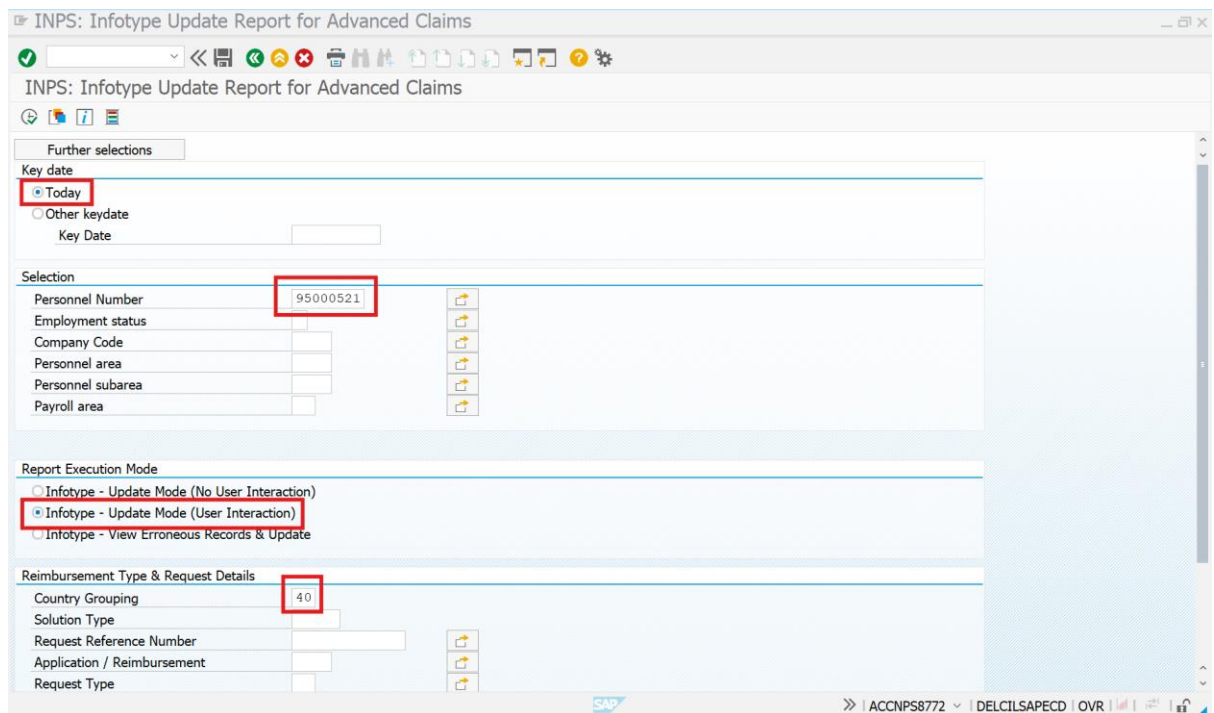 INPS: Infotype Update Report for Advanced Claims
INPS: Infotype Update Report for Advanced Claims
Further selections
Key date
Today
Other keydate
Key Date
Selection
Personnel Number 95000521
Employment status
Company Code
Personnel area
Personnel subarea
Payroll area
Report Execution Mode
Infotype - Update Mode (No User Interaction)
Infotype - Update Mode (User Interaction)
Infotype - View Erroneous Records & Update
Reimbursement Type & Request Details
Country Grouping 40
Solution Type
Request Reference Number
Application / Reimbursement
Request Type
SAP ACCNPS8772 DELCILSAPECD OVR